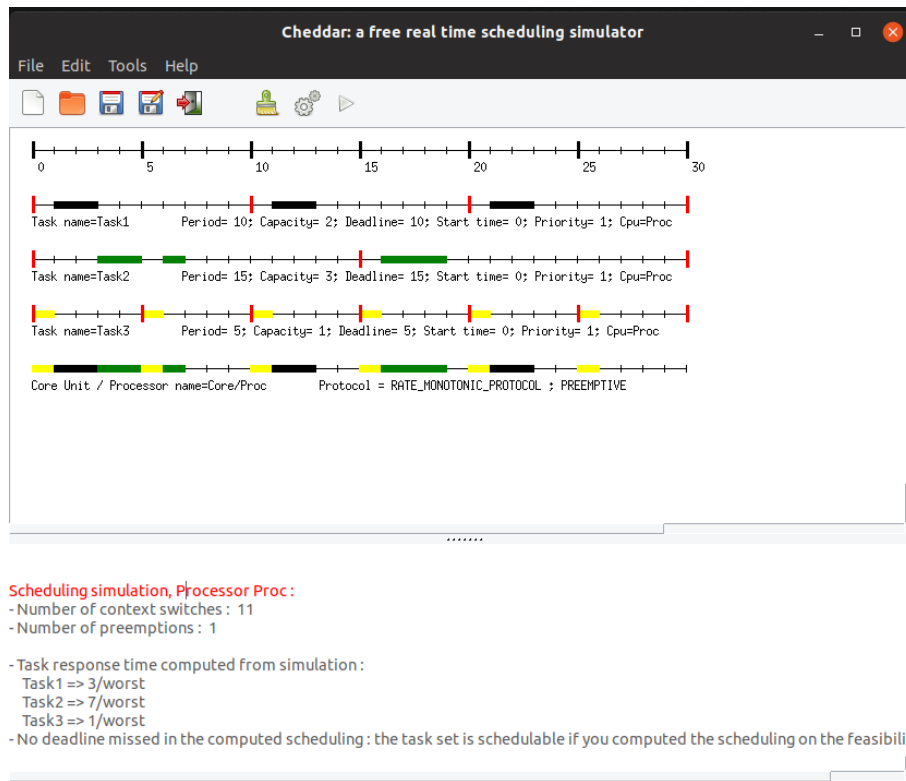 Cheddar: a free real time scheduling simulator
File Edit Tools Help
0 5 10 15 20 25 30
Task name=Task1 Period= 10; Capacity= 2; Deadline= 10; Start time= 0; Priority= 1; Cpu=Proc
Task name=Task2 Period= 15; Capacity= 3; Deadline= 15; Start time= 0; Priority= 1; Cpu=Proc
Task name=Task3 Period= 5; Capacity= 1; Deadline= 5; Start time= 0; Priority= 1; Cpu=Proc
Core Unit / Processor name=Core/Proc Protocol = RATE_MONOTONIC_PROTOCOL ; PREEMPTIVE
Scheduling simulation, Processor Proc :
- Number of context switches : 11
- Number of preemptions : 1
- Task response time computed from simulation :
Task1 => 3/worst
Task2 => 7/worst
Task3 => 1/worst
- No deadline missed in the computed scheduling : the task set is schedulable if you computed the scheduling on the feasibili